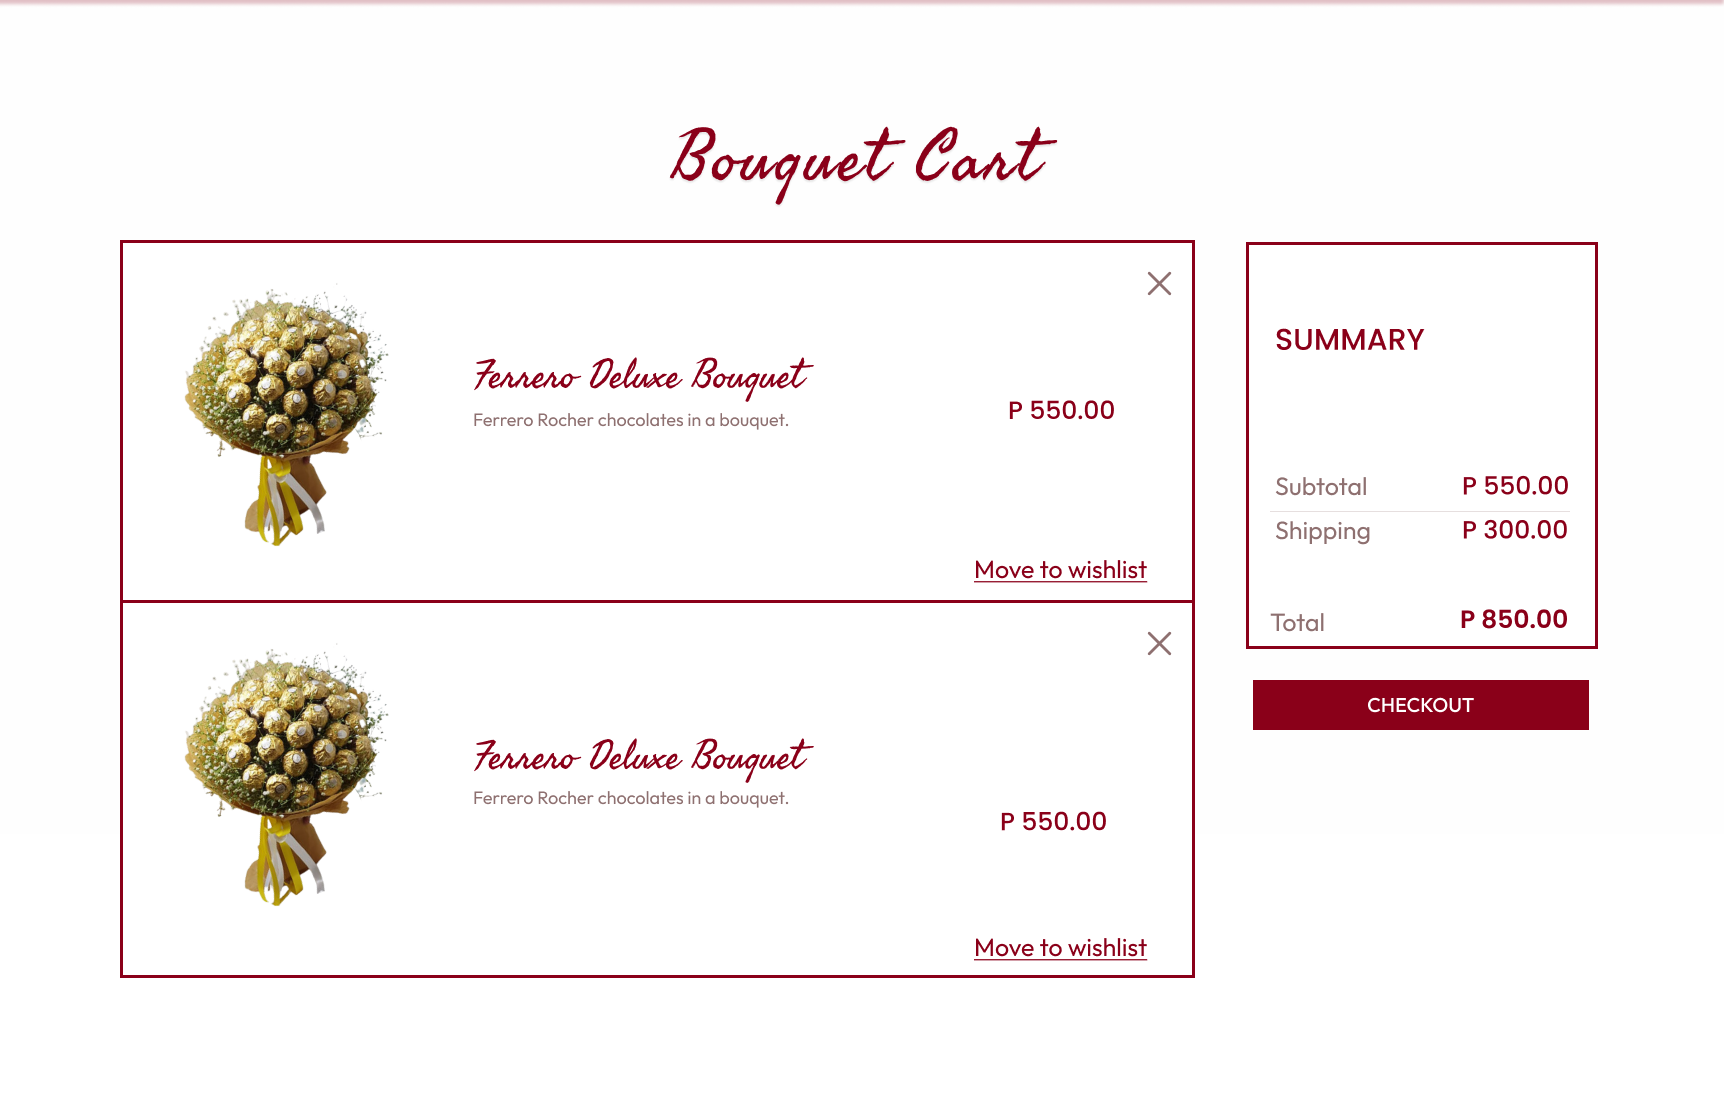 Bouquet Cart
Ferrero Deluxe Bouquet
Ferrero Rocher chocolates in a bouquet.
P 550.00
Move to wishlist
Ferrero Deluxe Bouquet
Ferrero Rocher chocolates in a bouquet.
P 550.00
Move to wishlist
SUMMARY
Subtotal P 550.00
Shipping P 300.00
Total P 850.00
CHECKOUT